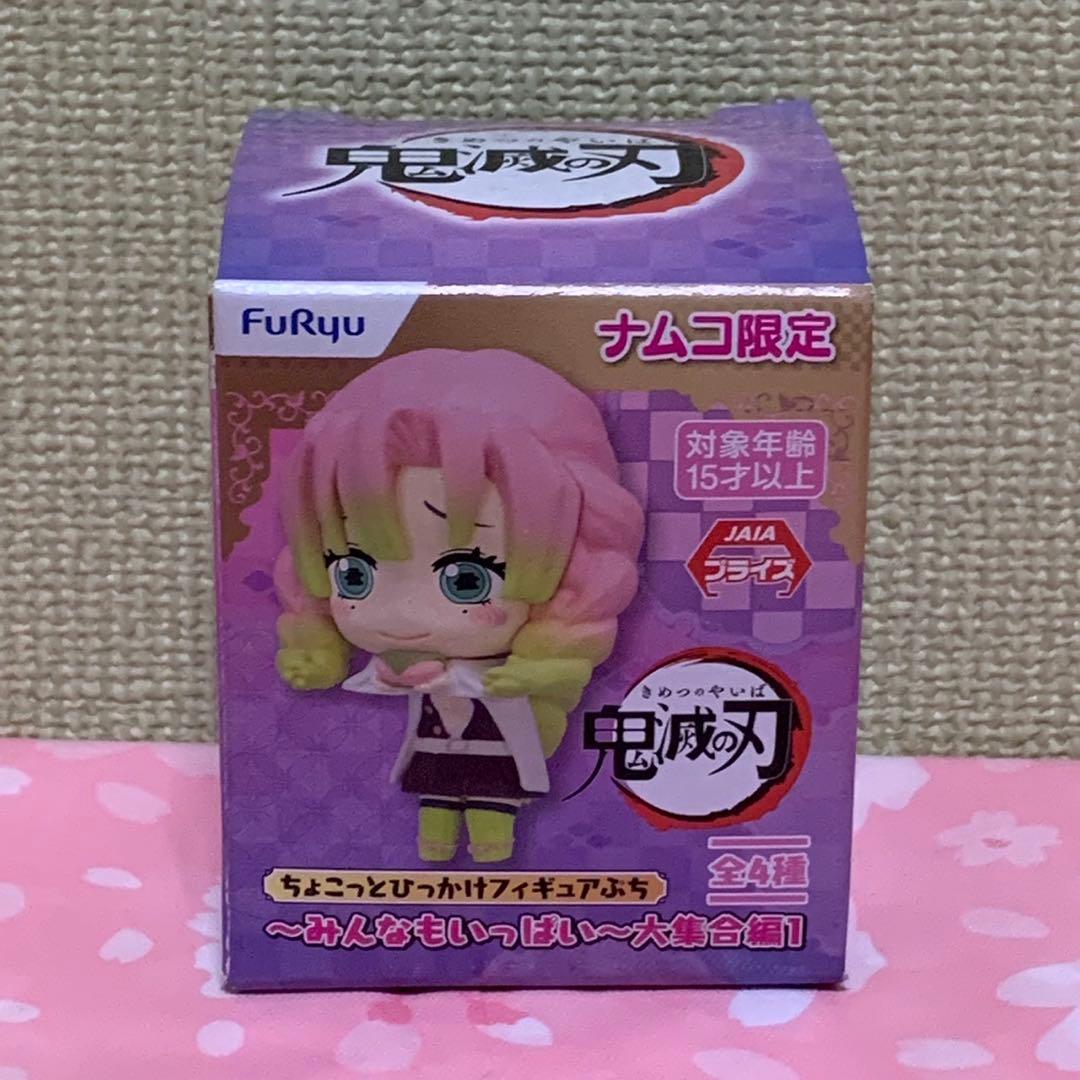 きめつのやいば
鬼滅の刃
FuRyu
ナムコ限定
対象年齢
15才以上
JAIA
プライズ
きめつのやいば
鬼滅の刃
全4種
ちょこっとひっかけフィギュアぷち
～みんなもいっぱい～大集合編1